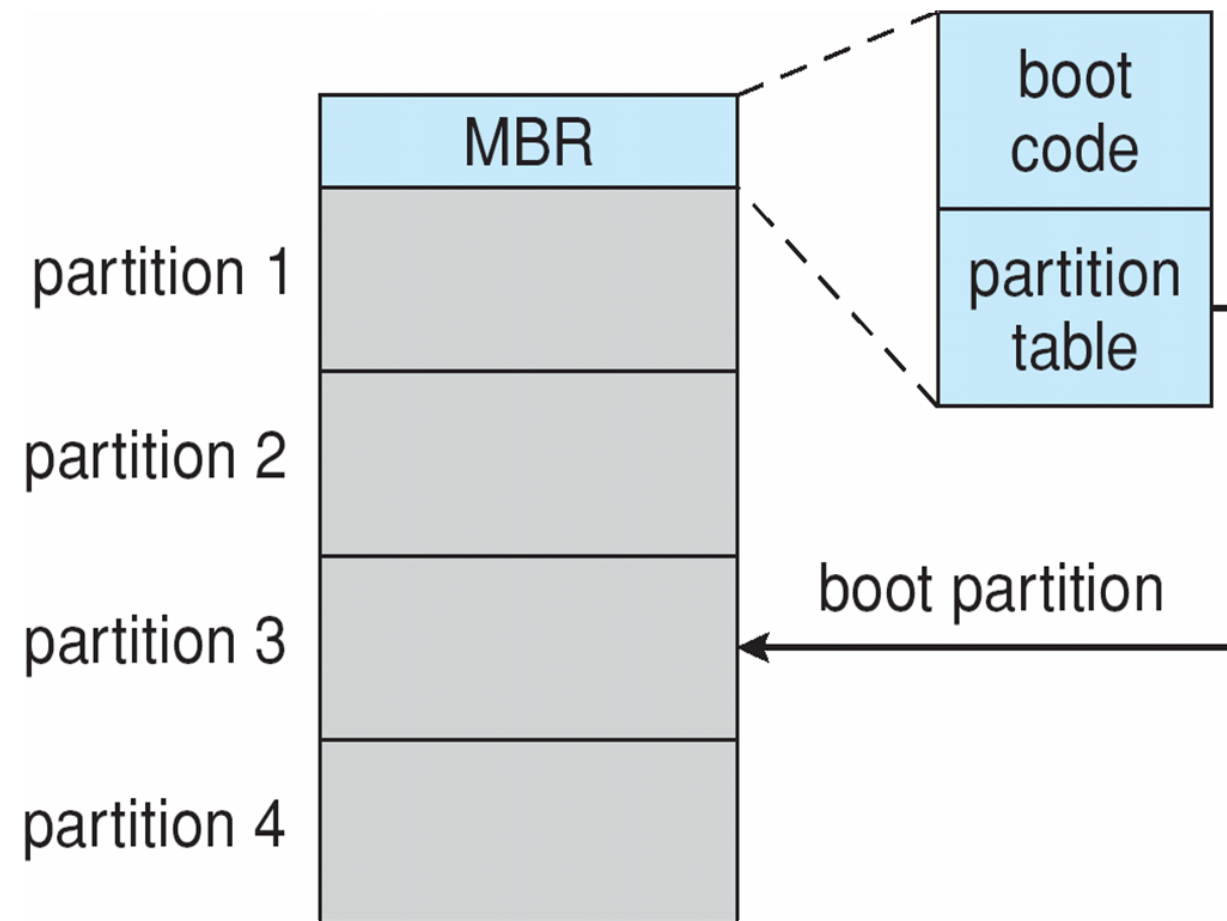 MBR
boot
code
partition
table
partition 1
partition 2
boot partition
partition 3
partition 4